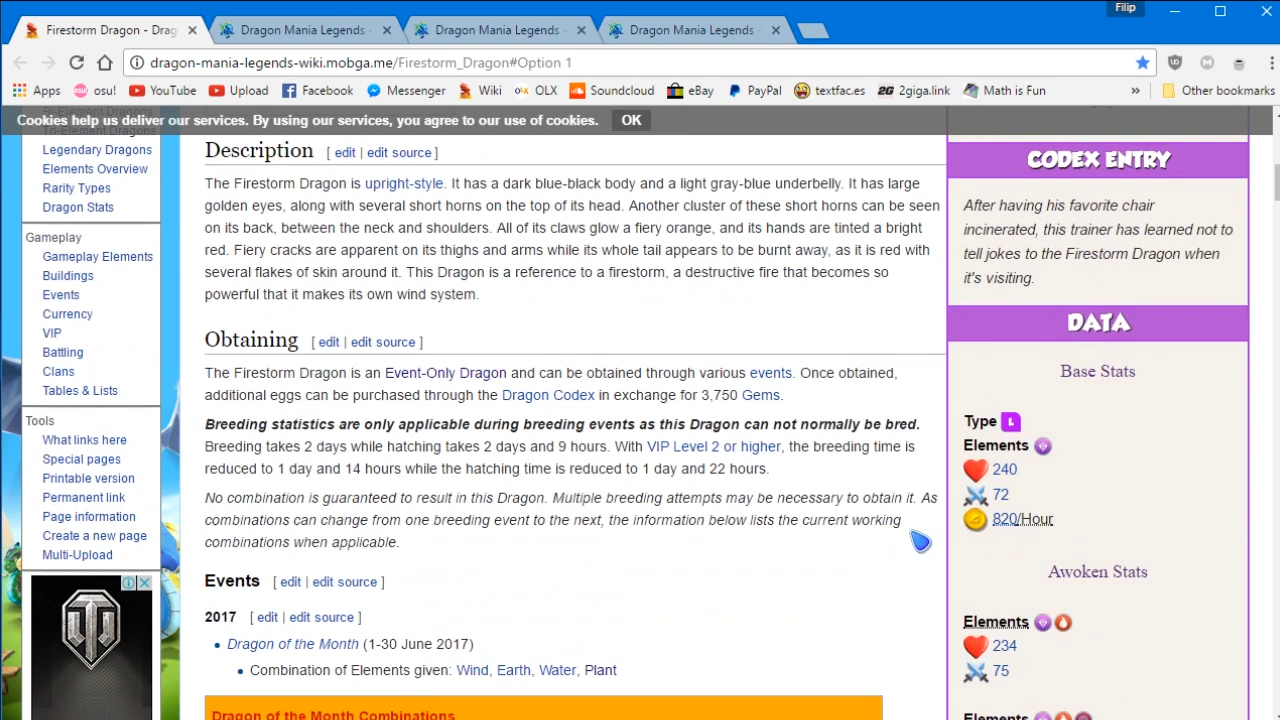 Filip
Firestorm Dragon - Drag
Dragon Mania Legends -
Dragon Mania Legends -
Dragon Mania Legends -
dragon-mania-legends-wiki.mobga.me/Firestorm_Dragon#Option 1
Apps osu! YouTube Upload Facebook Messenger Wiki OLX Soundcloud eBay PayPal textfac.es 2giga.link Math is Fun » Other bookmarks
Cookies help us deliver our services. By using our services, you agree to our use of cookies. OK
Tri-Element Dragons
Legendary Dragons
Elements Overview
Rarity Types
Dragon Stats
Gameplay
Gameplay Elements
Buildings
Events
Currency
VIP
Battling
Clans
Tables & Lists
Tools
What links here
Special pages
Printable version
Permanent link
Page information
Create a new page
Multi-Upload
Description [ edit | edit source ]
The Firestorm Dragon is upright-style. It has a dark blue-black body and a light gray-blue underbelly. It has large
golden eyes, along with several short horns on the top of its head. Another cluster of these short horns can be seen
on its back, between the neck and shoulders. All of its claws glow a fiery orange, and its hands are tinted a bright
red. Fiery cracks are apparent on its thighs and arms while its whole tail appears to be burnt away, as it is red with
several flakes of skin around it. This Dragon is a reference to a firestorm, a destructive fire that becomes so
powerful that it makes its own wind system.
Obtaining [ edit | edit source ]
The Firestorm Dragon is an Event-Only Dragon and can be obtained through various events. Once obtained,
additional eggs can be purchased through the Dragon Codex in exchange for 3,750 Gems.
Breeding statistics are only applicable during breeding events as this Dragon can not normally be bred.
Breeding takes 2 days while hatching takes 2 days and 9 hours. With VIP Level 2 or higher, the breeding time is
reduced to 1 day and 14 hours while the hatching time is reduced to 1 day and 22 hours.
No combination is guaranteed to result in this Dragon. Multiple breeding attempts may be necessary to obtain it. As
combinations can change from one breeding event to the next, the information below lists the current working
combinations when applicable.
Events [ edit | edit source ]
2017 [ edit | edit source ]
Dragon of the Month (1-30 June 2017)
Combination of Elements given: Wind, Earth, Water, Plant
Dragon of the Month Combinations
CODEX ENTRY
After having his favorite chair
incinerated, this trainer has learned not to
tell jokes to the Firestorm Dragon when
it's visiting.
DATA
Base Stats
Type L
Elements
240
72
820/Hour
Awoken Stats
Elements
234
75
Elements